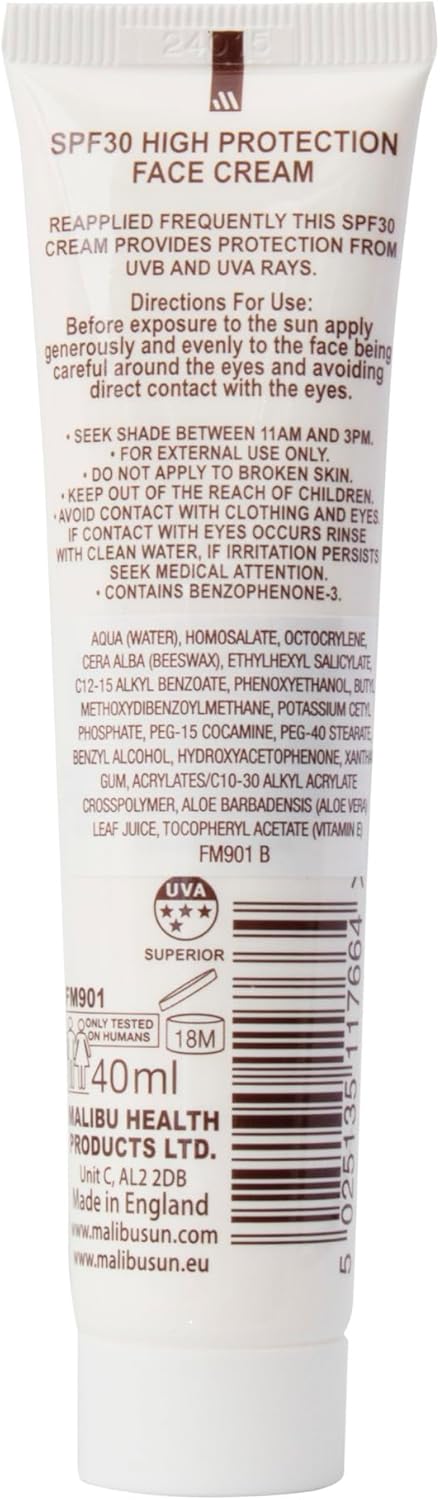 24015
SPF30 HIGH PROTECTION
FACE CREAM
REAPPLIED FREQUENTLY THIS SPF30
CREAM PROVIDES PROTECTION FROM
UVB AND UVA RAYS.
Directions For Use:
Before exposure to the sun apply
generously and evenly to the face being
careful around the eyes and avoiding
direct contact with the eyes.
• SEEK SHADE BETWEEN 11AM AND 3PM.
• FOR EXTERNAL USE ONLY.
• DO NOT APPLY TO BROKEN SKIN.
• KEEP OUT OF THE REACH OF CHILDREN.
• AVOID CONTACT WITH CLOTHING AND EYES.
IF CONTACT WITH EYES OCCURS RINSE
WITH CLEAN WATER, IF IRRITATION PERSISTS
SEEK MEDICAL ATTENTION.
• CONTAINS BENZOPHENONE-3.
AQUA (WATER), HOMOSALATE, OCTOCRYLENE,
CERA ALBA (BEESWAX), ETHYLHEXYL SALICYLATE,
C12-15 ALKYL BENZOATE, PHENOXYETHANOL, BUTYL
METHOXYDIBENZOYLMETHANE, POTASSIUM CETYL
PHOSPHATE, PEG-15 COCAMINE, PEG-40 STEARATE,
BENZYL ALCOHOL, HYDROXYACETOPHENONE, XANTHAN
GUM, ACRYLATES/C10-30 ALKYL ACRYLATE
CROSSPOLYMER, ALOE BARBADENSIS (ALOE VERA)
LEAF JUICE, TOCOPHERYL ACETATE (VITAMIN E)
FM901 B
UVA
SUPERIOR
FM901
ONLY TESTED
ON HUMANS
18M
40ml
MALIBU HEALTH
PRODUCTS LTD.
Unit C, AL2 2DB
Made in England
www.malibusun.com
www.malibusun.eu
5 025135 117664 >